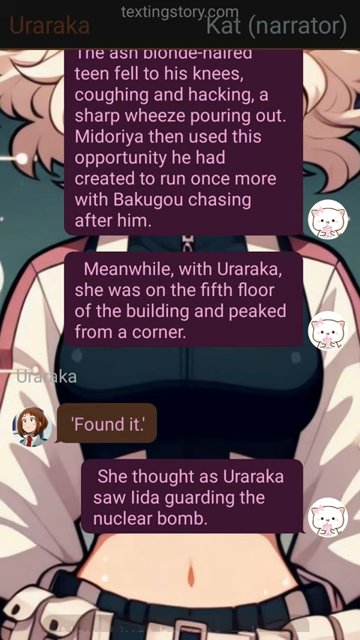 textingstory.com
Uraraka
Kat (narrator)
The ash blonde-haired
teen fell to his knees,
coughing and hacking, a
sharp wheeze pouring out.
Midoriya then used this
opportunity he had
created to run once more
with Bakugou chasing
after him.
Meanwhile, with Uraraka,
she was on the fifth floor
of the building and peaked
from a corner.
Uraraka
'Found it.'
She thought as Uraraka
saw Iida guarding the
nuclear bomb.